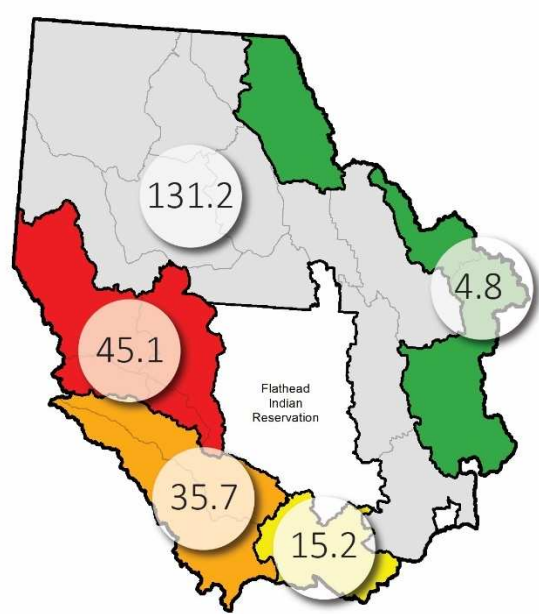 131.2
4.8
45.1
Flathead
Indian
Reservation
35.7
15.2